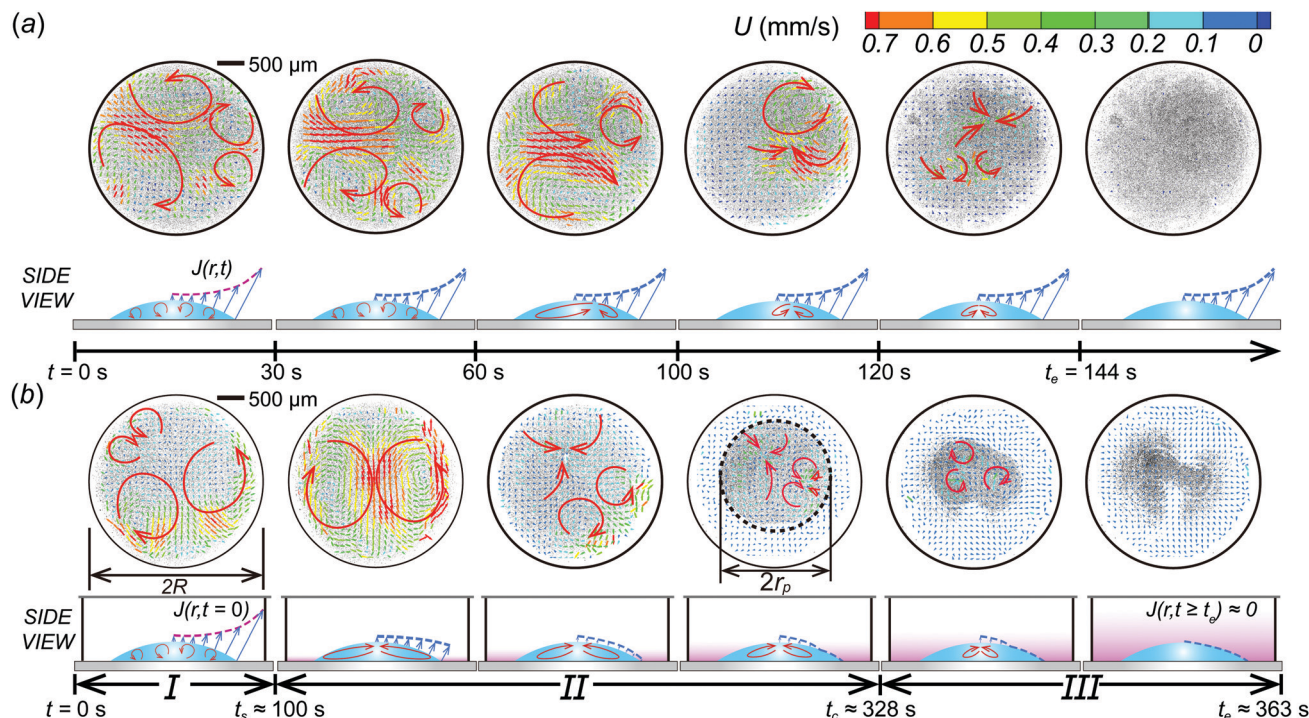 (a)
U (mm/s)
0.7 0.6 0.5 0.4 0.3 0.2 0.1 0
500 μm
SIDE
VIEW
J(r,t)
t = 0 s 30 s 60 s 100 s 120 s tₑ = 144 s
(b)
500 μm
2R
2rₚ
SIDE
VIEW
J(r,t = 0)
J(r,t ≥ tₑ) ≈ 0
I II III
t = 0 s tₛ ≈ 100 s t_c ≈ 328 s tₑ ≈ 363 s